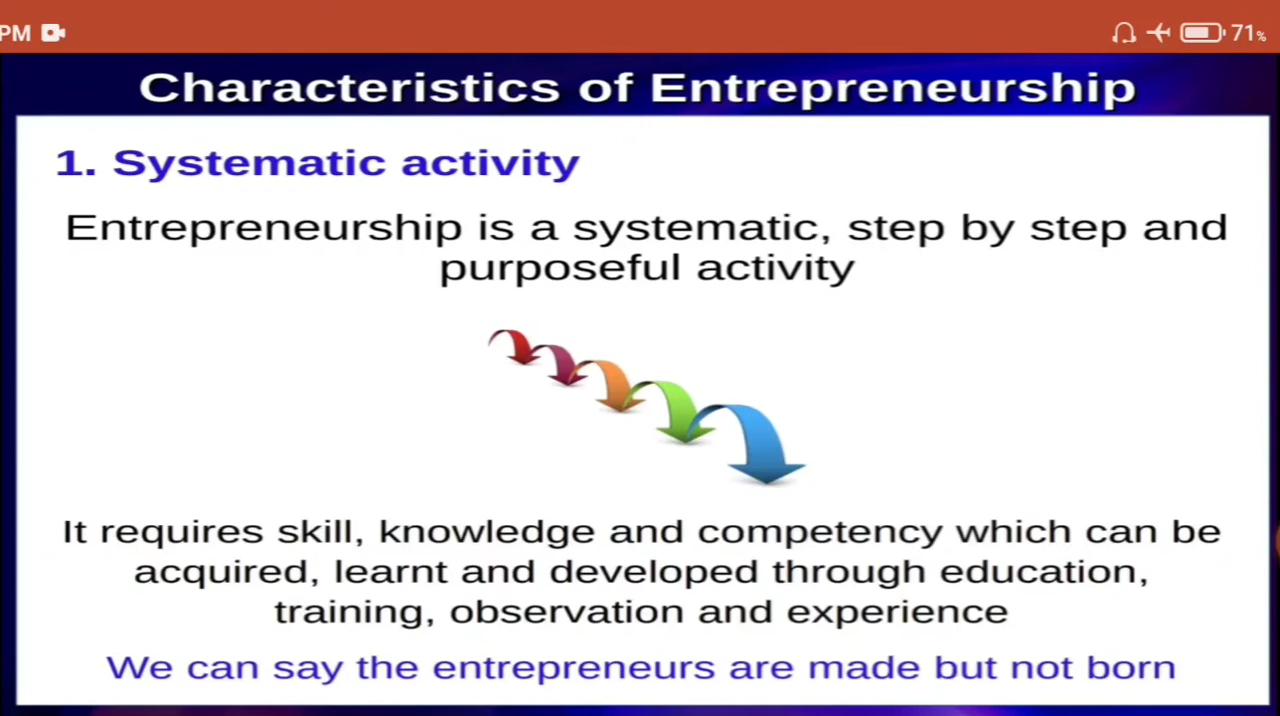 PM
71%
Characteristics of Entrepreneurship
1. Systematic activity
Entrepreneurship is a systematic, step by step and
purposeful activity
It requires skill, knowledge and competency which can be
acquired, learnt and developed through education,
training, observation and experience
We can say the entrepreneurs are made but not born